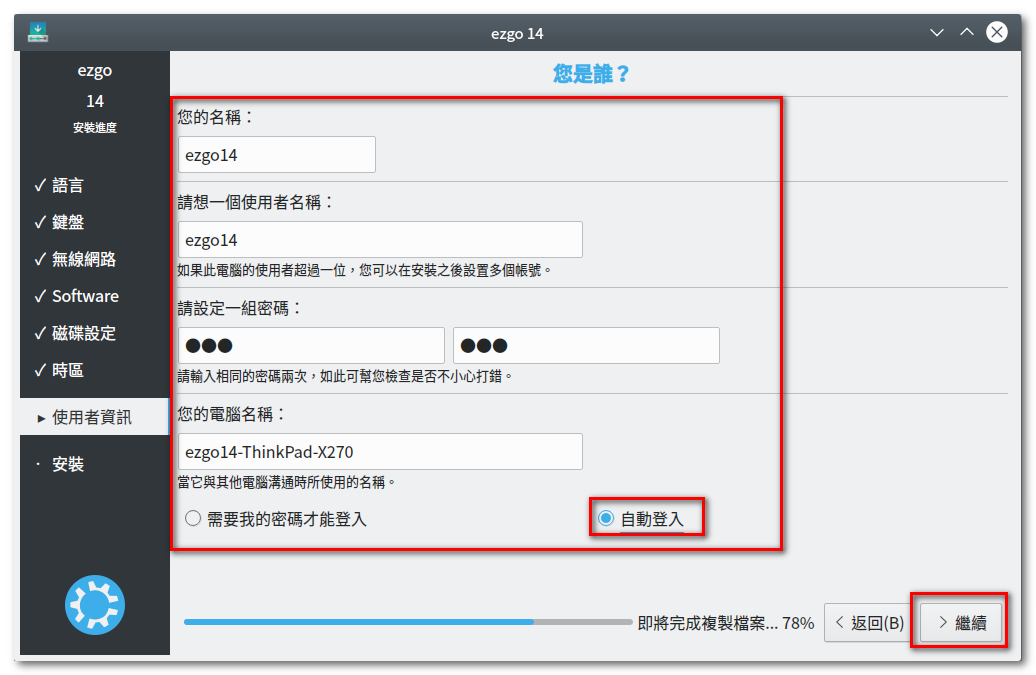 ezgo 14
ezgo
14
安裝進度
✓ 語言
✓ 鍵盤
✓ 無線網路
✓ Software
✓ 磁碟設定
✓ 時區
▸ 使用者資訊
· 安裝
您是誰？
您的名稱：
ezgo14
請想一個使用者名稱：
ezgo14
如果此電腦的使用者超過一位，您可以在安裝之後設置多個帳號。
請設定一組密碼：
●●● ●●●
請輸入相同的密碼兩次，如此可幫您檢查是否不小心打錯。
您的電腦名稱：
ezgo14-ThinkPad-X270
當它與其他電腦溝通時所使用的名稱。
需要我的密碼才能登入 自動登入
即將完成複製檔案... 78% 返回(B) 繼續